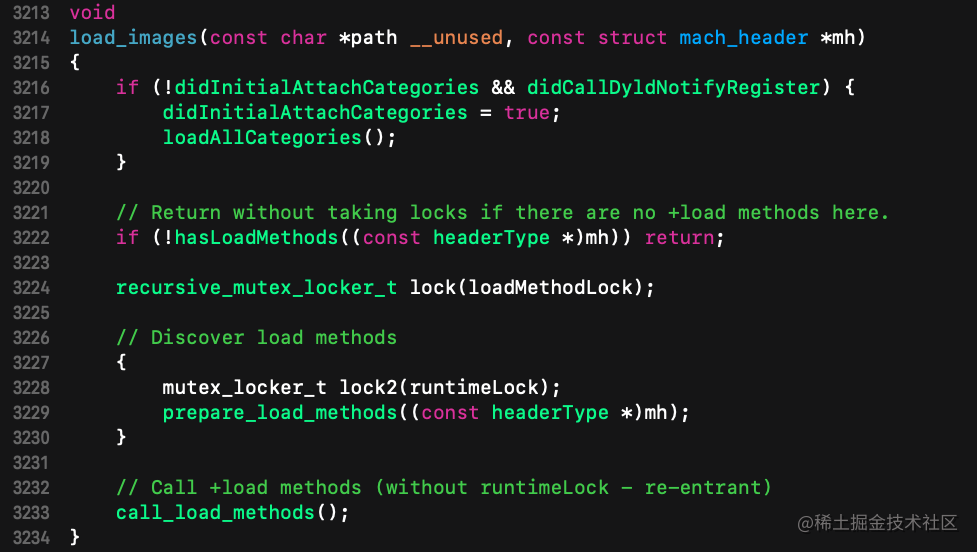 3213 void
3214 load_images(const char *path __unused, const struct mach_header *mh)
3215 {
3216     if (!didInitialAttachCategories && didCallDyldNotifyRegister) {
3217         didInitialAttachCategories = true;
3218         loadAllCategories();
3219     }
3220
3221     // Return without taking locks if there are no +load methods here.
3222     if (!hasLoadMethods((const headerType *)mh)) return;
3223
3224     recursive_mutex_locker_t lock(loadMethodLock);
3225
3226     // Discover load methods
3227     {
3228         mutex_locker_t lock2(runtimeLock);
3229         prepare_load_methods((const headerType *)mh);
3230     }
3231
3232     // Call +load methods (without runtimeLock - re-entrant)
3233     call_load_methods();
3234 }
@稀土掘金技术社区